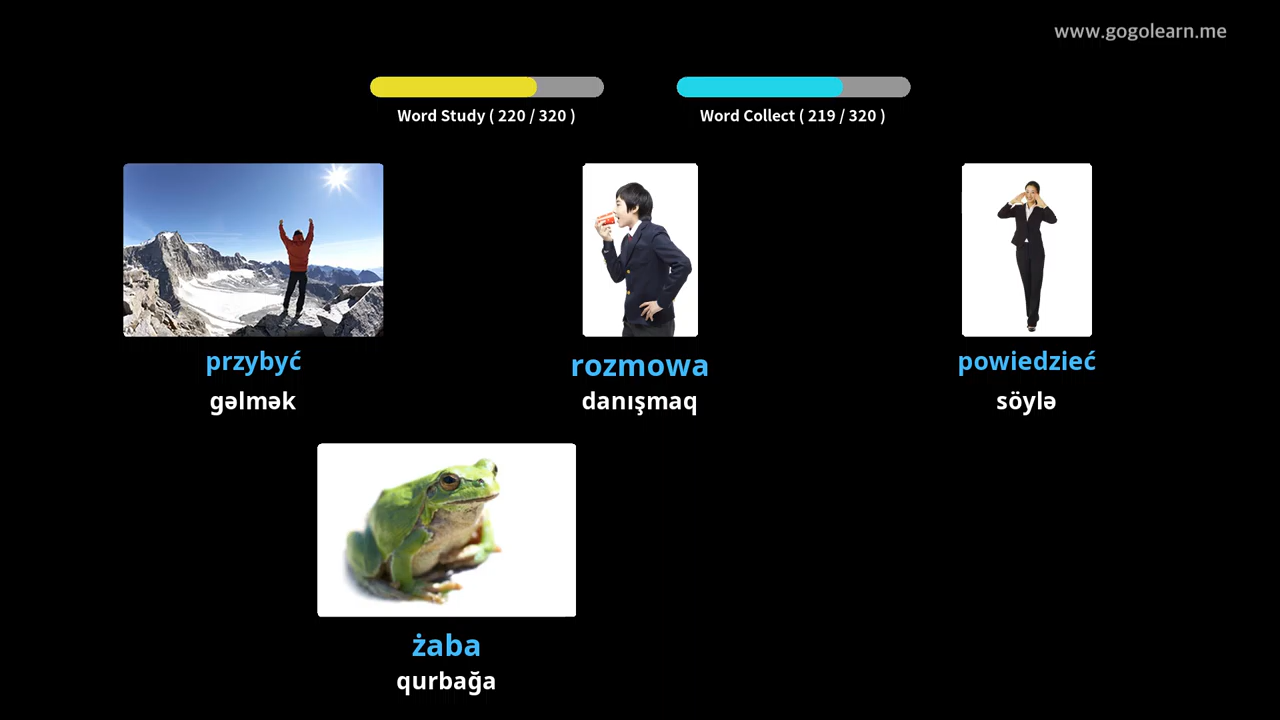 www.gogolearn.me
Word Study ( 220 / 320 )
Word Collect ( 219 / 320 )
przybyć
gəlmək
rozmowa
danışmaq
powiedzieć
söylə
żaba
qurbağa